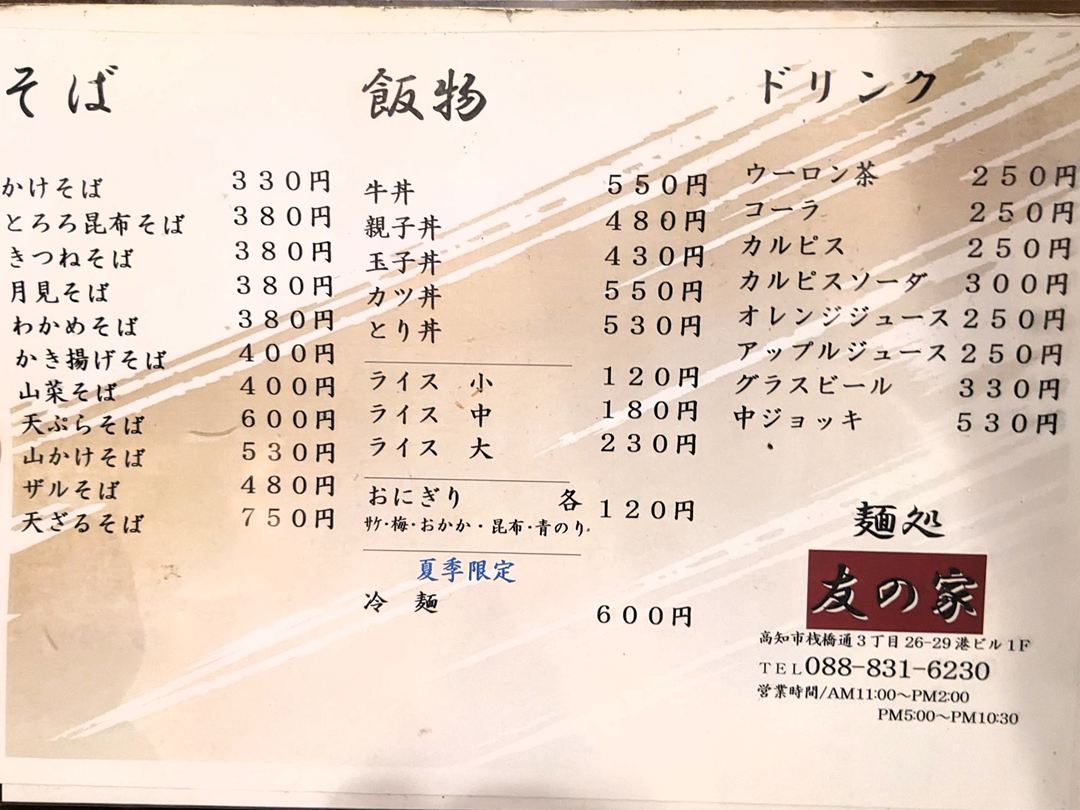 そば
かけそば ３３０円
とろろ昆布そば ３８０円
きつねそば ３８０円
月見そば ３８０円
わかめそば ３８０円
かき揚げそば ４００円
山菜そば ４００円
天ぷらそば ６００円
山かけそば ５３０円
ザルそば ４８０円
天ざるそば ７５０円
飯物
牛丼 ５５０円
親子丼 ４８０円
玉子丼 ４３０円
カツ丼 ５５０円
とり丼 ５３０円
ライス 小 １２０円
ライス 中 １８０円
ライス 大 ２３０円
おにぎり 各 １２０円
サケ・梅・おかか・昆布・青のり
夏季限定
冷 麺 ６００円
ドリンク
ウーロン茶 ２５０円
コーラ ２５０円
カルピス ２５０円
カルピスソーダ ３００円
オレンジジュース ２５０円
アップルジュース ２５０円
グラスビール ３３０円
中ジョッキ ５３０円
麺処
友の家
高知市桟橋通３丁目26-29港ビル1F
TEL088-831-6230
営業時間/AM11:00～PM2:00
PM5:00～PM10:30